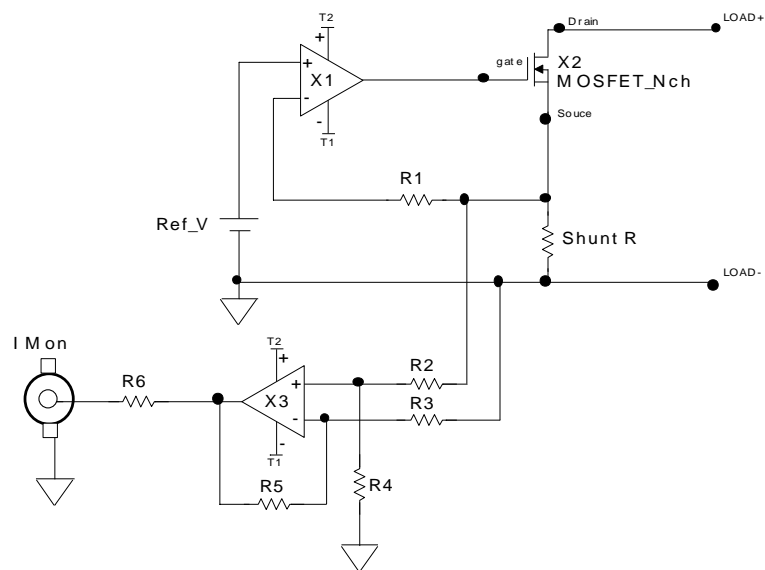 T2
+
+
X1
-
-
T1
Drain
LOAD+
gate
X2
MOSFET_Nch
Souce
R1
Ref_V
Shunt R
LOAD-
I Mon
T2
+
R6
R2
+
X3
-
R3
-
T1
R5
R4